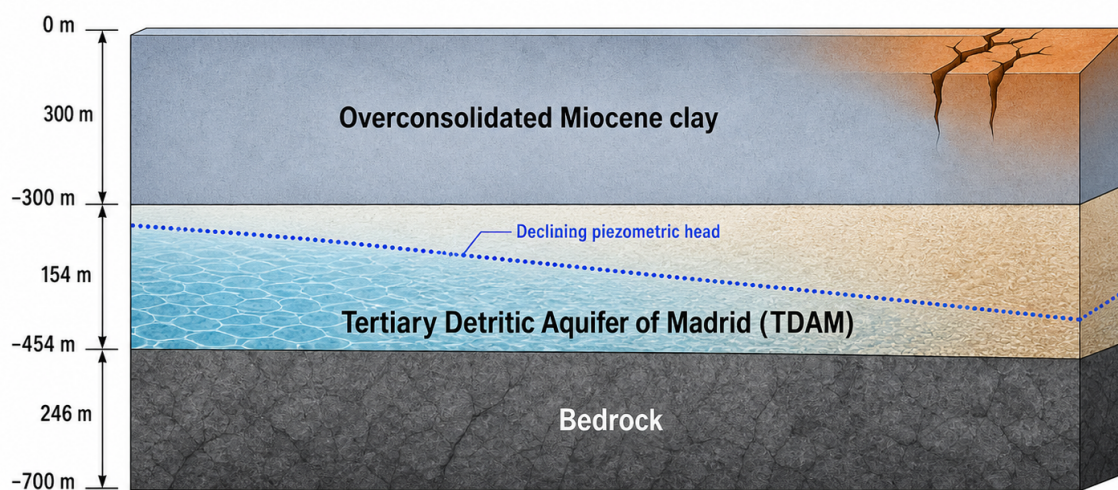 0 m
300 m
Overconsolidated Miocene clay
−300 m
Declining piezometric head
154 m
Tertiary Detritic Aquifer of Madrid (TDAM)
−454 m
246 m
Bedrock
−700 m